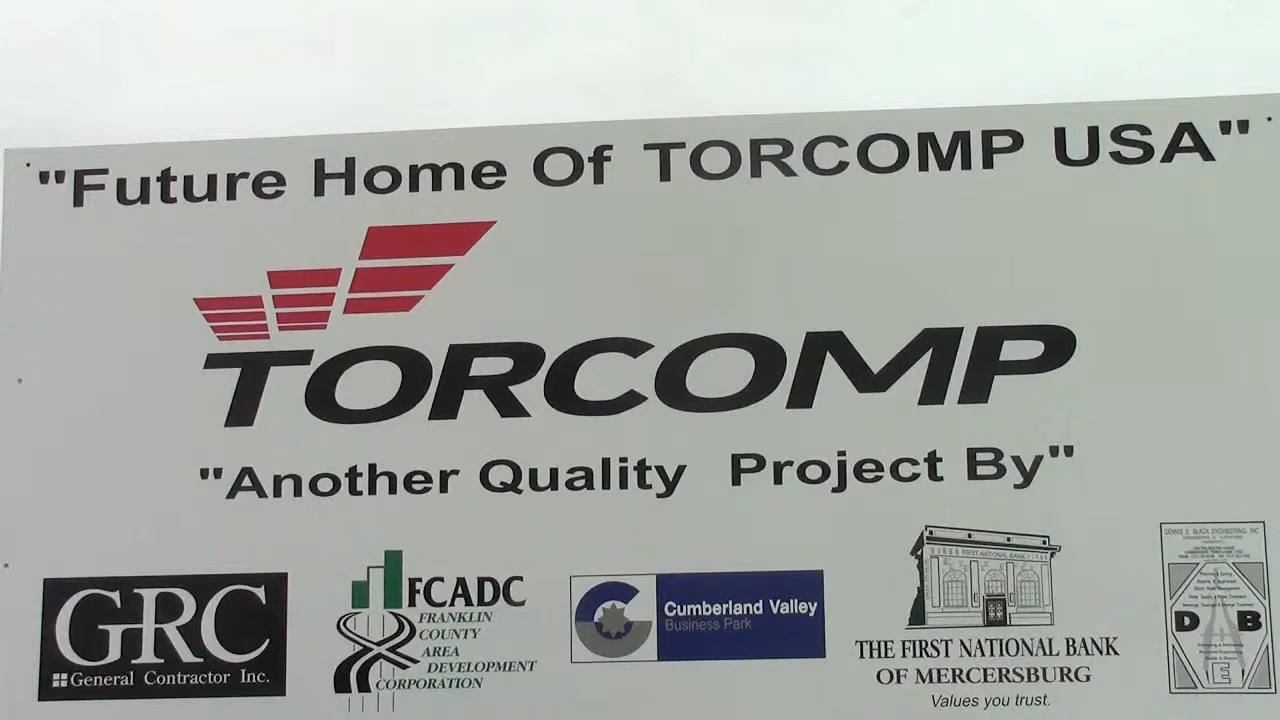 "Future Home Of TORCOMP USA"
TORCOMP
"Another Quality Project By"
GRC
General Contractor Inc.
FCADC
FRANKLIN
COUNTY
AREA
DEVELOPMENT
CORPORATION
C
Cumberland Valley
Business Park
FIRST NATIONAL BANK
THE FIRST NATIONAL BANK
OF MERCERSBURG
Values you trust.
DENNIS E. BLACK ENGINEERING, INC
D B
E